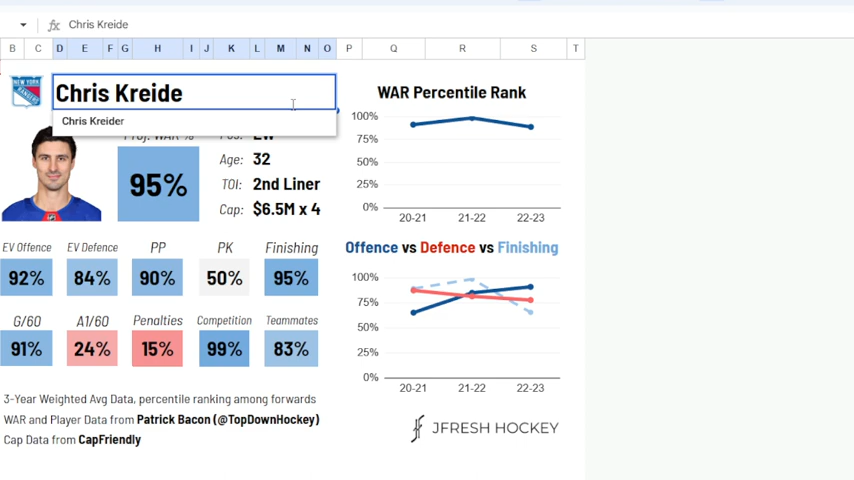 Chris Kreide
B C D E F G H I J K L M N O P Q R S T
NEW YORK
RANGERS
Chris Kreide
Chris Kreider
95%
Age: 32
TOI: 2nd Liner
Cap: $6.5M x 4
EV Offence EV Defence PP PK Finishing
92% 84% 90% 50% 95%
G/60 A1/60 Penalties Competition Teammates
91% 24% 15% 99% 83%
3-Year Weighted Avg Data, percentile ranking among forwards
WAR and Player Data from Patrick Bacon (@TopDownHockey)
Cap Data from CapFriendly
WAR Percentile Rank
100%
75%
50%
25%
0%
20-21 21-22 22-23
Offence vs Defence vs Finishing
100%
75%
50%
25%
0%
20-21 21-22 22-23
JFRESH HOCKEY